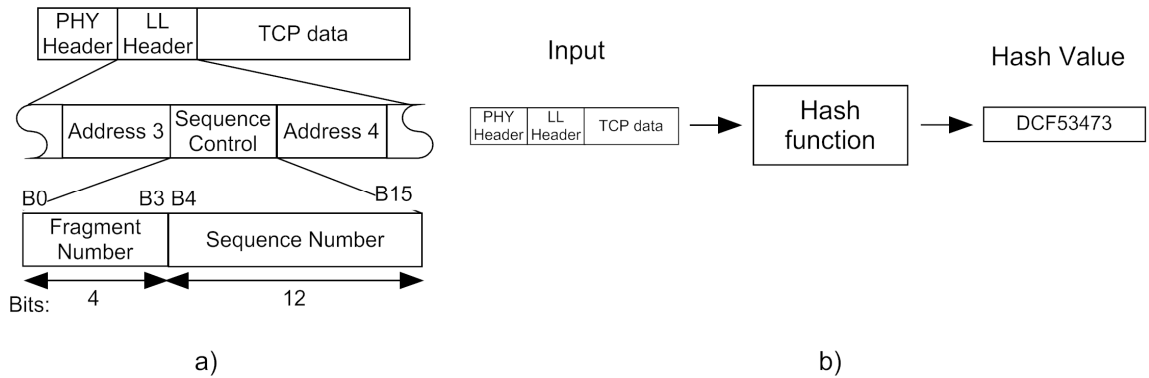 PHY Header
LL Header
TCP data
Address 3
Sequence Control
Address 4
B0
B3 B4
B15
Fragment Number
Sequence Number
Bits:
4
12
a)
Input
PHY Header
LL Header
TCP data
Hash function
Hash Value
DCF53473
b)